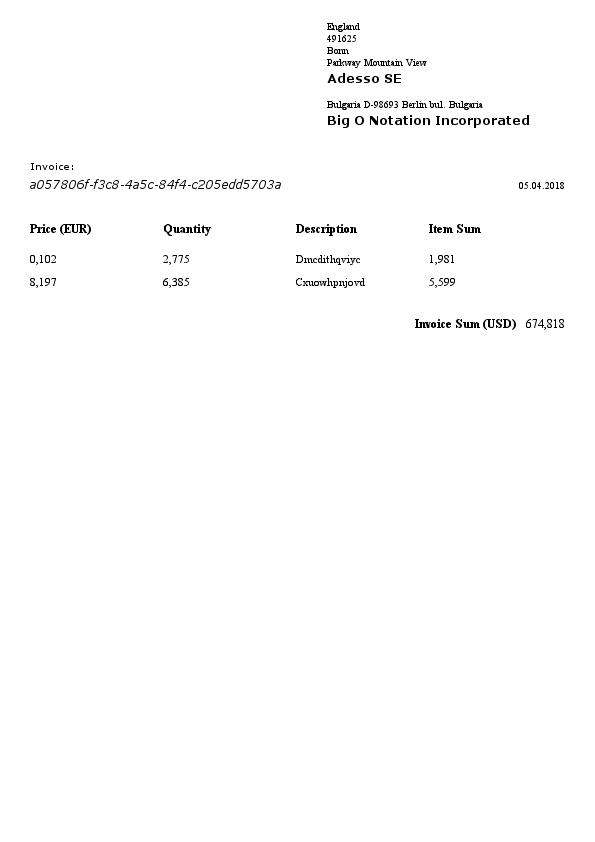 England
491625
Bonn
Parkway Mountain View
Adesso SE
Bulgaria D-98693 Berlin bul. Bulgaria
Big O Notation Incorporated
Invoice:
a057806f-f3c8-4a5c-84f4-c205edd5703a 05.04.2018
Price (EUR) Quantity Description Item Sum
0,102 2,775 Dmcdithqviyc 1,981
8,197 6,385 Cxuowhpnjovd 5,599
Invoice Sum (USD) 674,818